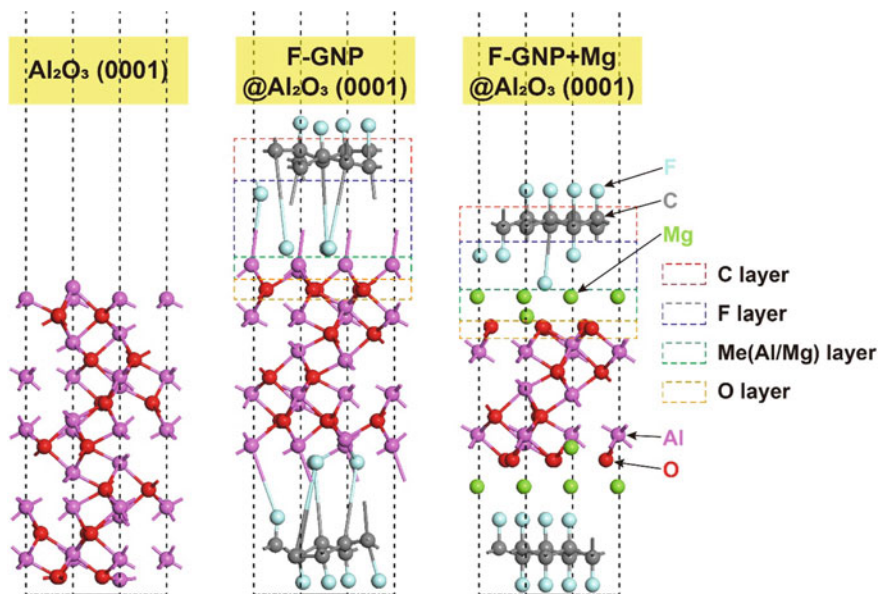 Al₂O₃ (0001)
F-GNP
@Al₂O₃ (0001)
F-GNP+Mg
@Al₂O₃ (0001)
F
C
Mg
C layer
F layer
Me(Al/Mg) layer
O layer
Al
O